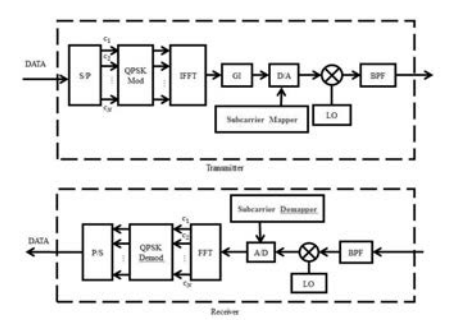 DATA
S/P
c1
c2
cN
QPSK
Mod
IFFT
GI
D/A
LO
BPF
Subcarrier Mapper
Transmitter
DATA
P/S
QPSK
Demod
c1
c2
cN
FFT
A/D
LO
BPF
Subcarrier Demapper
Receiver